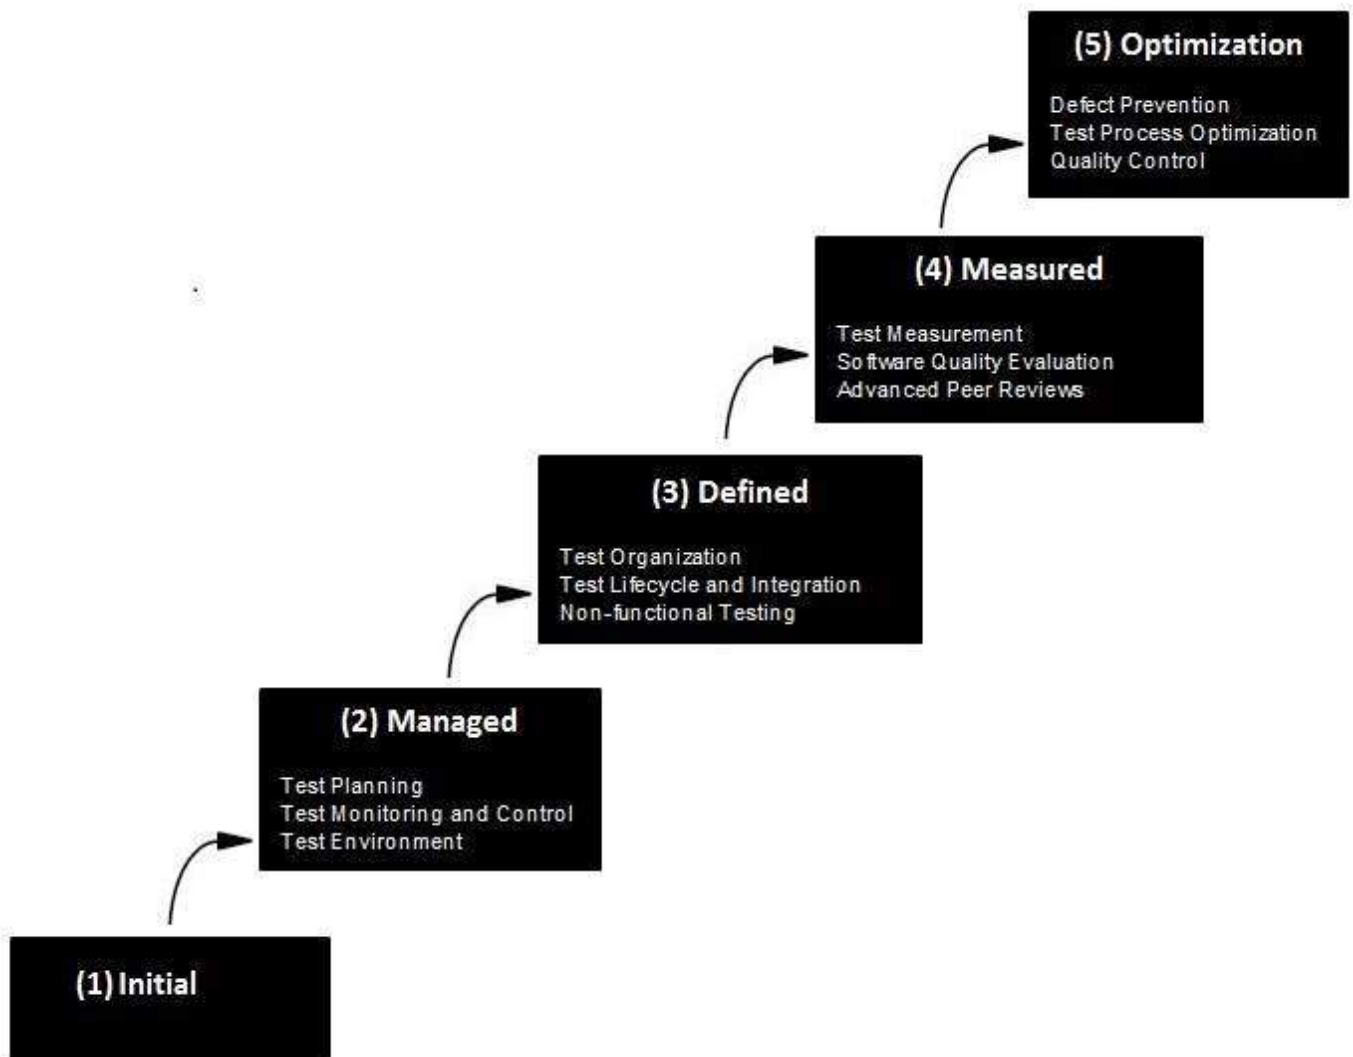 (5) Optimization
Defect Prevention
Test Process Optimization
Quality Control
(4) Measured
Test Measurement
Software Quality Evaluation
Advanced Peer Reviews
(3) Defined
Test Organization
Test Lifecycle and Integration
Non-functional Testing
(2) Managed
Test Planning
Test Monitoring and Control
Test Environment
(1) Initial